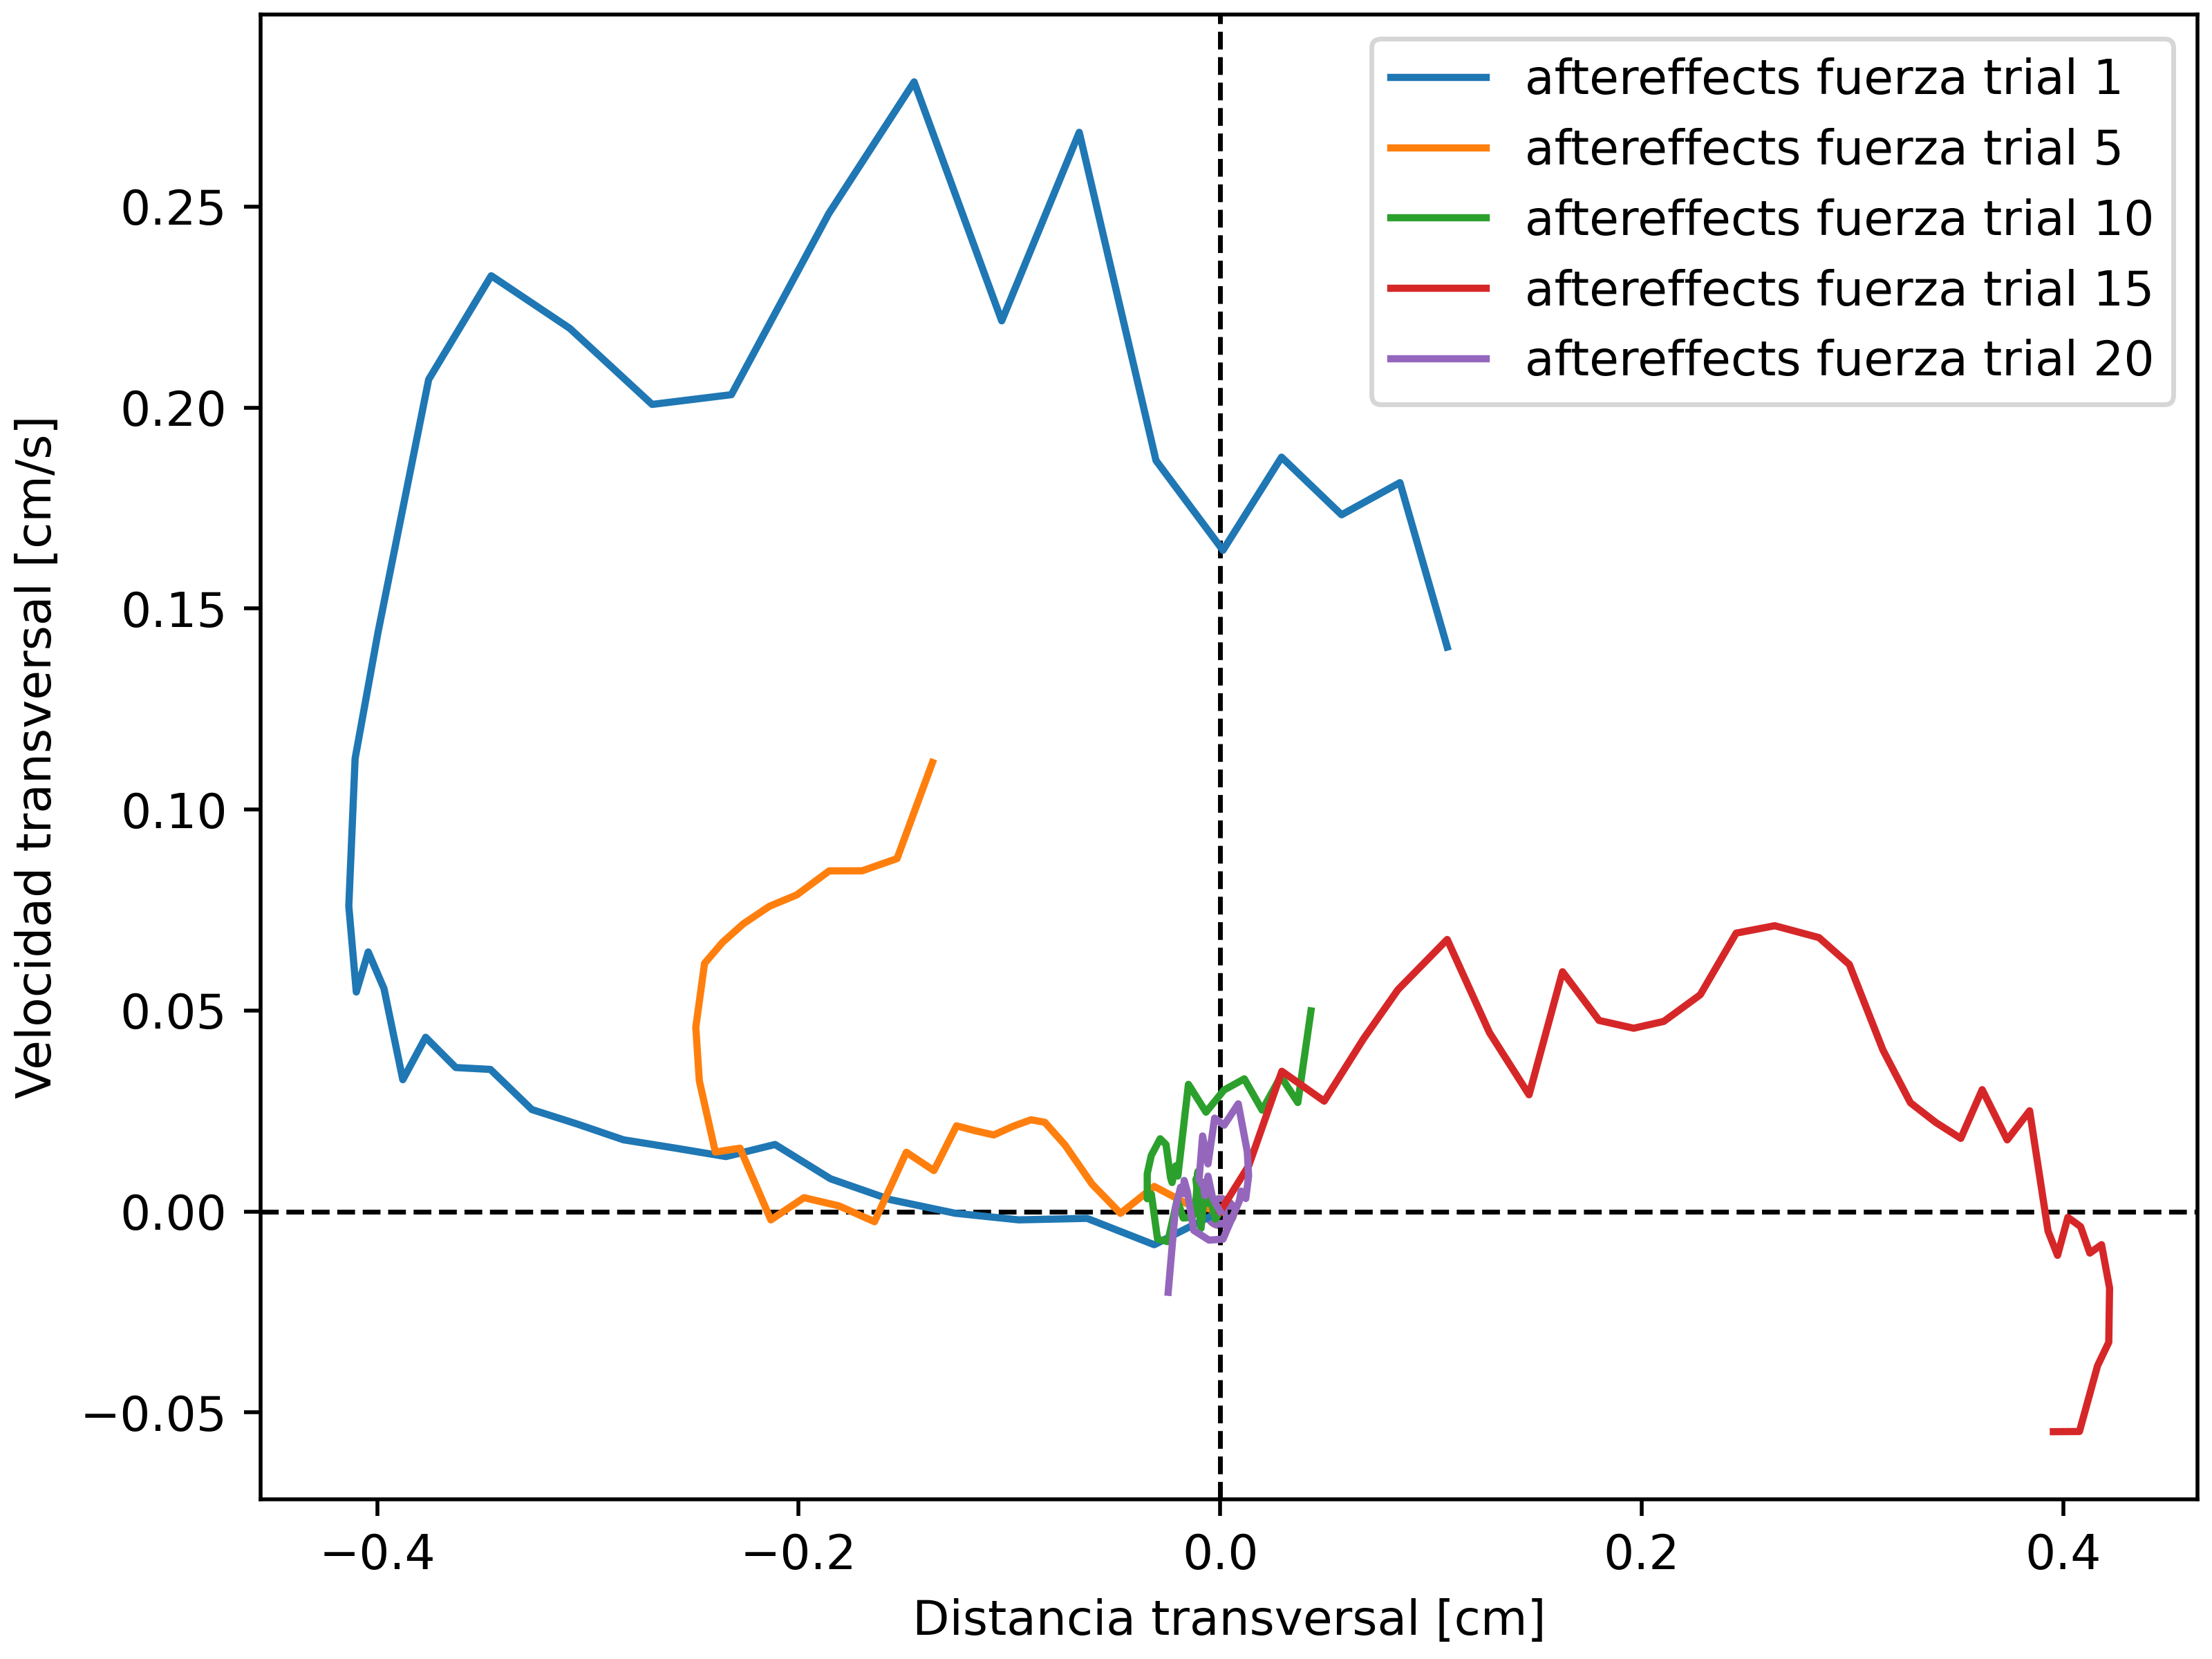 aftereffects fuerza trial 1
aftereffects fuerza trial 5
aftereffects fuerza trial 10
aftereffects fuerza trial 15
aftereffects fuerza trial 20
Velocidad transversal [cm/s]
0.25
0.20
0.15
0.10
0.05
0.00
−0.05
−0.4 −0.2 0.0 0.2 0.4
Distancia transversal [cm]